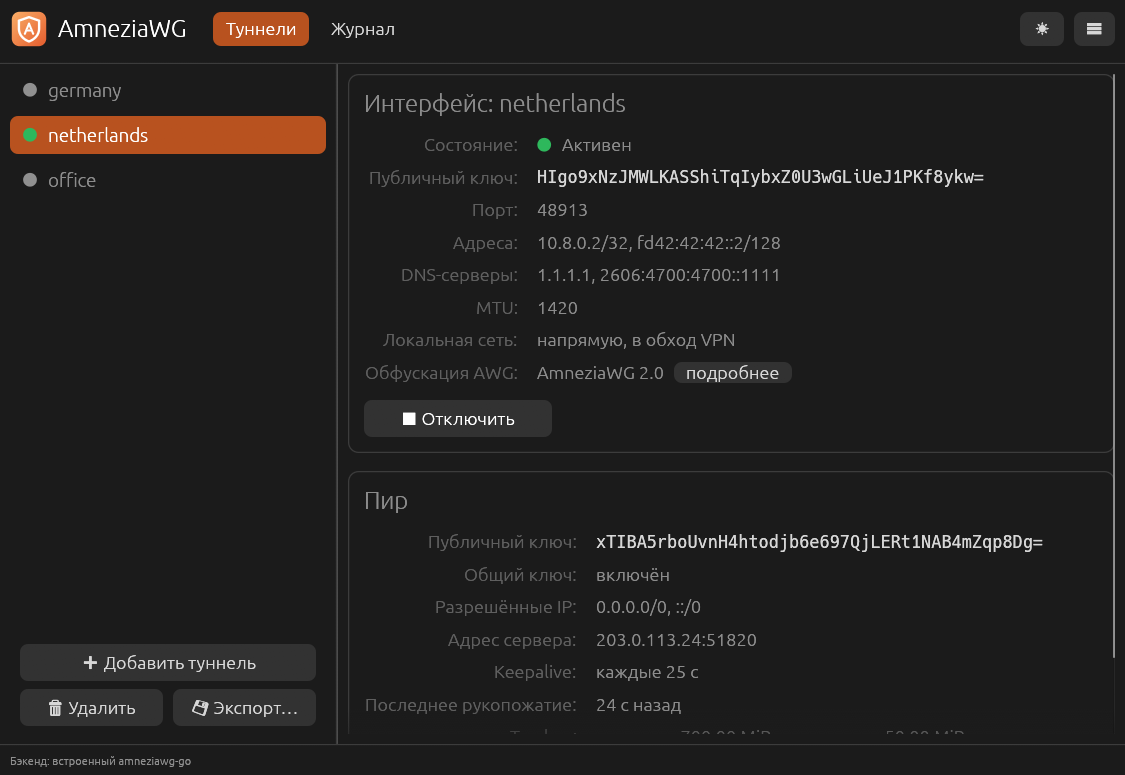 AmneziaWG
Туннели
Журнал
germany
netherlands
office
Добавить туннель
Удалить
Экспорт...
Интерфейс: netherlands
Состояние: Активен
Публичный ключ: HIgo9xNzJMWLKASShiTqIybxZ0U3wGLiUeJ1PKf8ykw=
Порт: 48913
Адреса: 10.8.0.2/32, fd42:42:42::2/128
DNS-серверы: 1.1.1.1, 2606:4700:4700::1111
MTU: 1420
Локальная сеть: напрямую, в обход VPN
Обфускация AWG: AmneziaWG 2.0 подробнее
Отключить
Пир
Публичный ключ: xTIBA5rboUvnH4htodjb6e697QjLERt1NAB4mZqp8Dg=
Общий ключ: включён
Разрешённые IP: 0.0.0.0/0, ::/0
Адрес сервера: 203.0.113.24:51820
Keepalive: каждые 25 с
Последнее рукопожатие: 24 с назад
Бэкенд: встроенный amneziawg-go